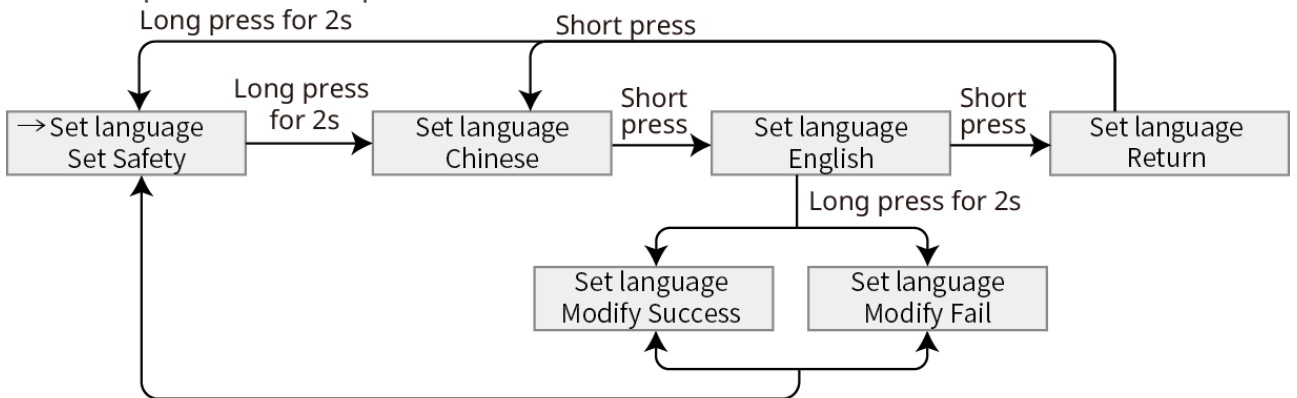 Long press for 2s
Short press
Long press
for 2s
Short
press
Short
press
→Set language
Set Safety
Set language
Chinese
Set language
English
Set language
Return
Long press for 2s
Set language
Modify Success
Set language
Modify Fail